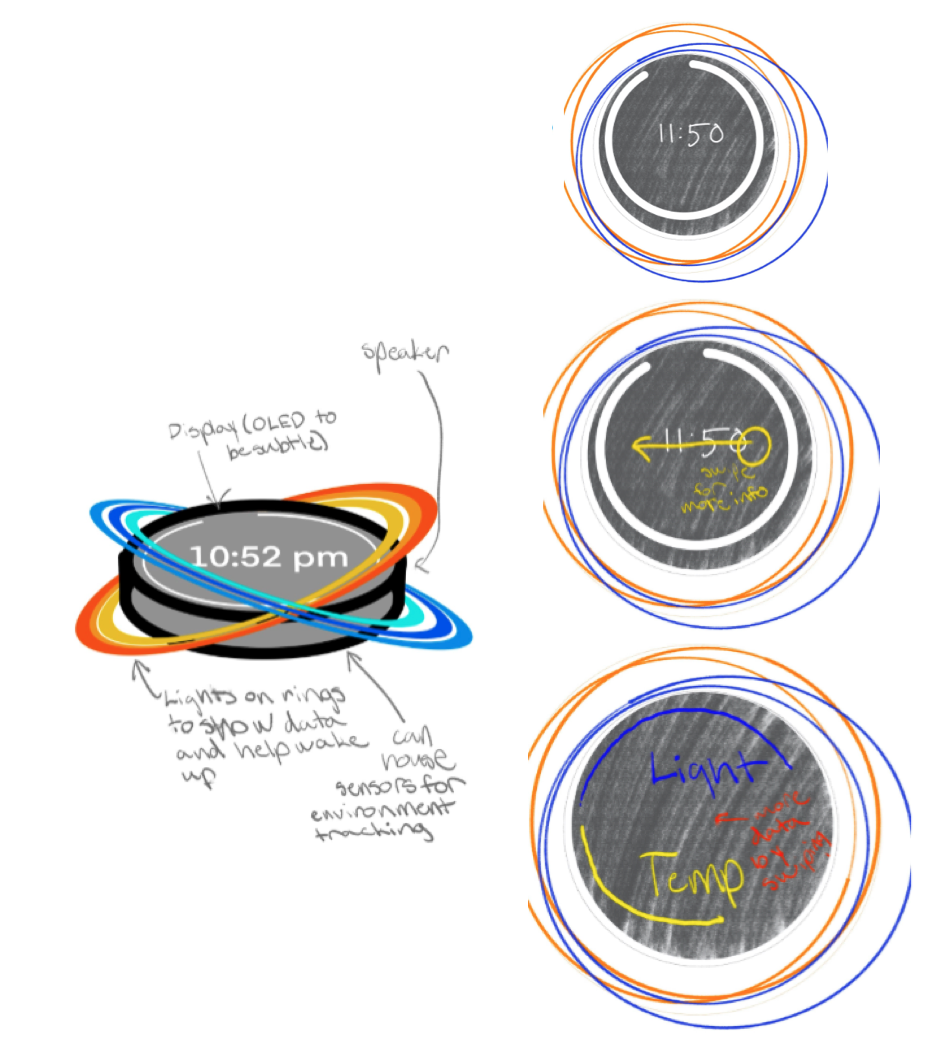 speaker
Display (OLED to
be subtle)
10:52 pm
Lights on rings
to show data
and help wake
up
can
house
sensors for
environment
tracking
11:50
11:50
swipe
for
more info
Light
more
data
by
swiping
Temp